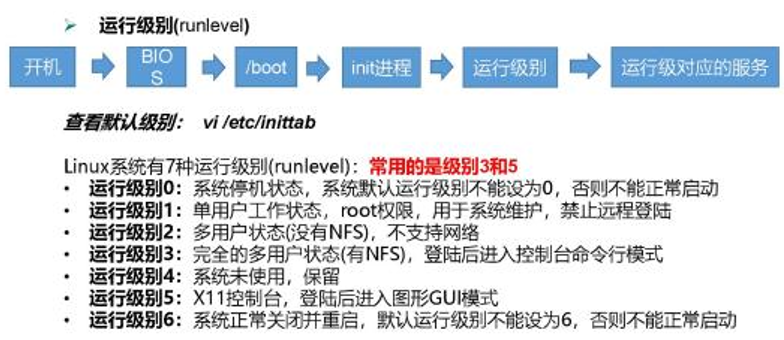 ➢ 运行级别(runlevel)
开机
BIOS
/boot
init进程
运行级别
运行级对应的服务
查看默认级别： vi /etc/inittab
Linux系统有7种运行级别(runlevel)：常用的是级别3和5
• 运行级别0：系统停机状态，系统默认运行级别不能设为0，否则不能正常启动
• 运行级别1：单用户工作状态，root权限，用于系统维护，禁止远程登陆
• 运行级别2：多用户状态(没有NFS)，不支持网络
• 运行级别3：完全的多用户状态(有NFS)，登陆后进入控制台命令行模式
• 运行级别4：系统未使用，保留
• 运行级别5：X11控制台，登陆后进入图形GUI模式
• 运行级别6：系统正常关闭并重启，默认运行级别不能设为6，否则不能正常启动